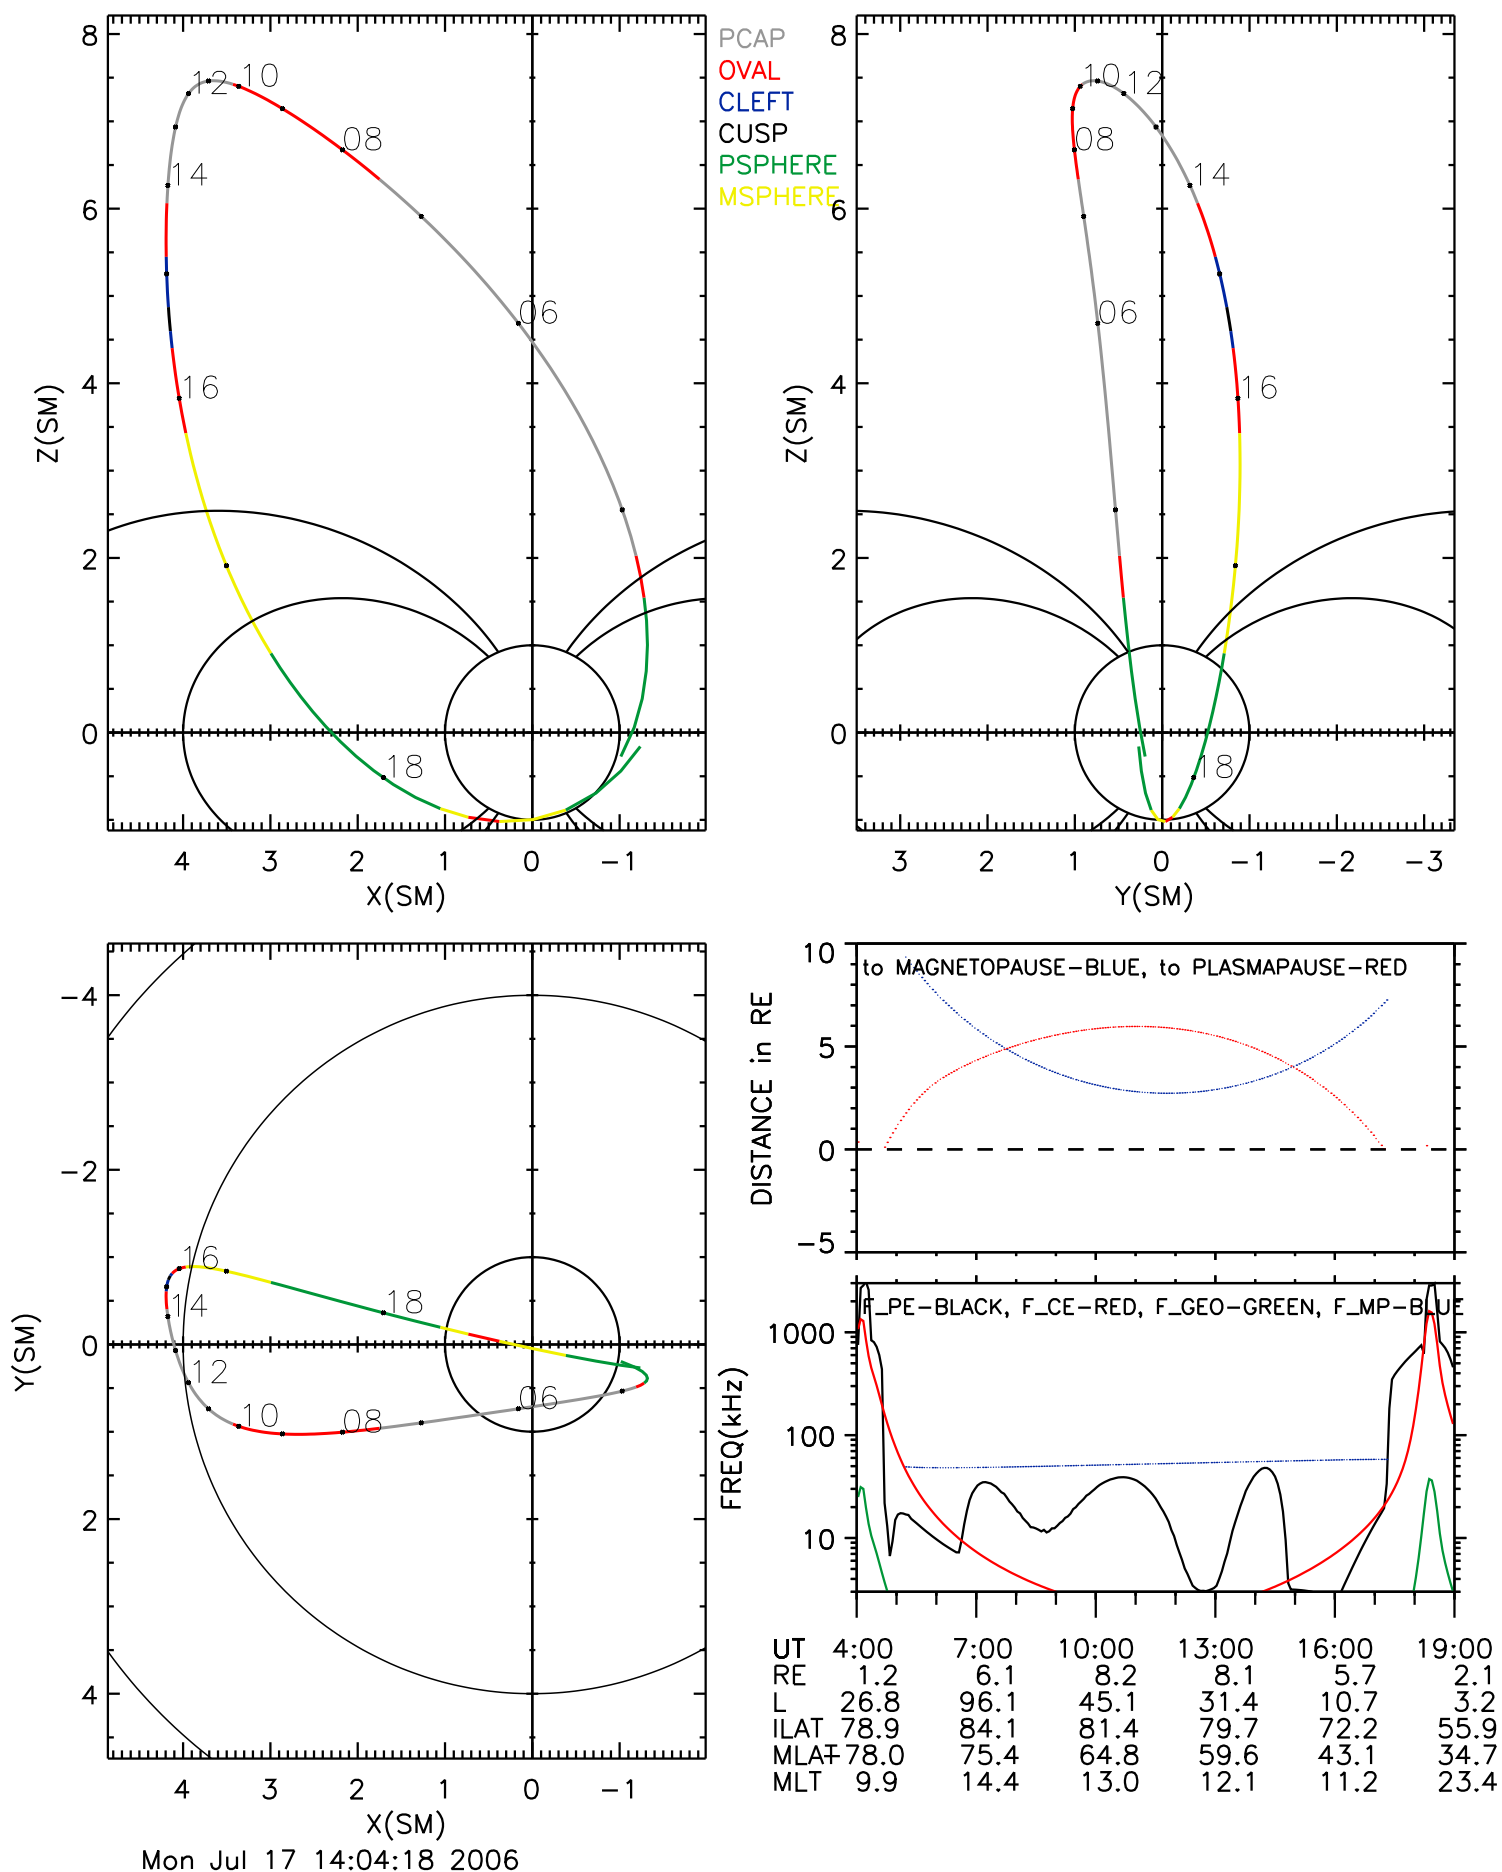 PCAP
OVAL
CLEFT
CUSP
PSPHERE
MSPHERE
8
6
4
2
0
Z(SM)
12
10
08
14
06
16
18
4 3 2 1 0 -1
X(SM)
8
6
4
2
0
Z(SM)
10
12
08
14
06
16
18
3 2 1 0 -1 -2 -3
Y(SM)
-4
-2
0
2
4
Y(SM)
16
18
14
12
10
08
06
4 3 2 1 0 -1
X(SM)
10
5
0
-5
DISTANCE in RE
to MAGNETOPAUSE-BLUE, to PLASMAPAUSE-RED
1000
100
10
FREQ(kHz)
F_PE-BLACK, F_CE-RED, F_GEO-GREEN, F_MP-BLUE
UT 4:00 7:00 10:00 13:00 16:00 19:00
RE 1.2 6.1 8.2 8.1 5.7 2.1
L 26.8 96.1 45.1 31.4 10.7 3.2
ILAT 78.9 84.1 81.4 79.7 72.2 55.9
MLAT -78.0 75.4 64.8 59.6 43.1 34.7
MLT 9.9 14.4 13.0 12.1 11.2 23.4
Mon Jul 17 14:04:18 2006